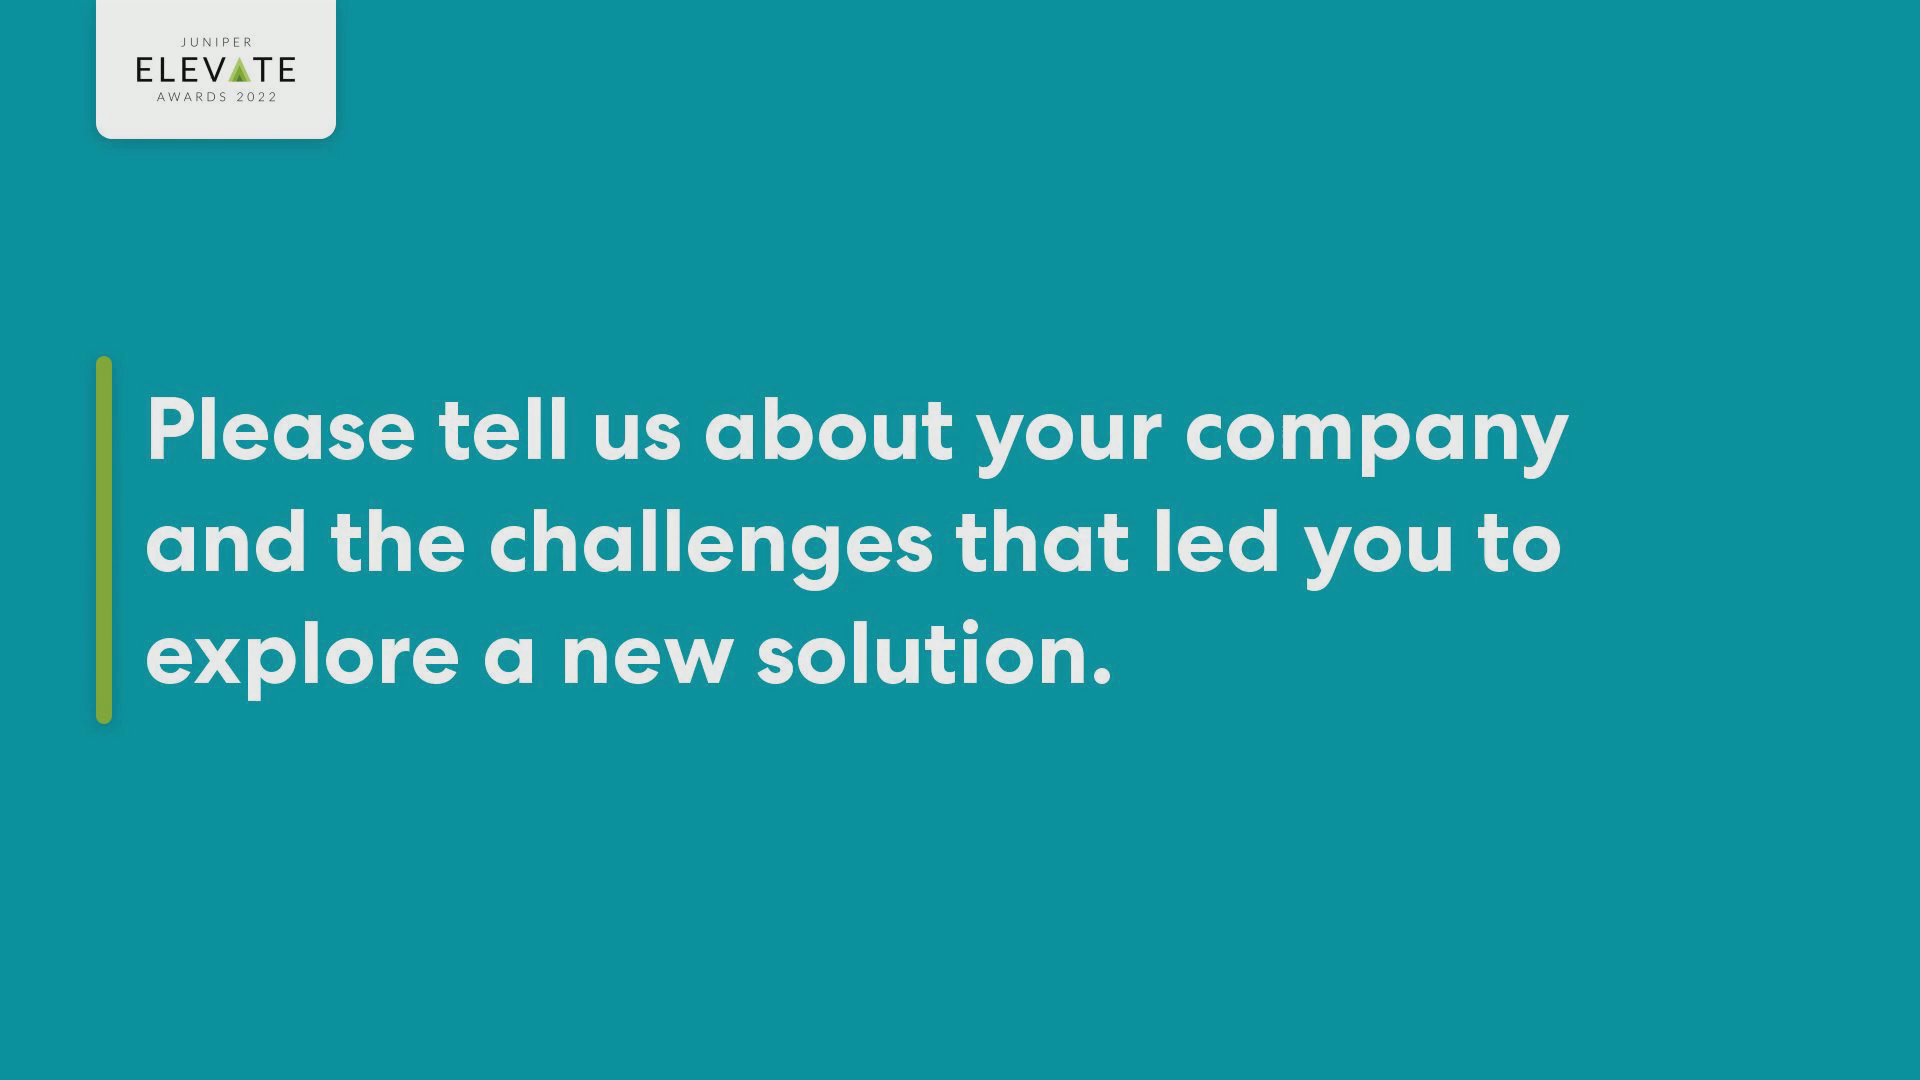 JUNIPER
ELEVATE
AWARDS 2022
Please tell us about your company
and the challenges that led you to
explore a new solution.